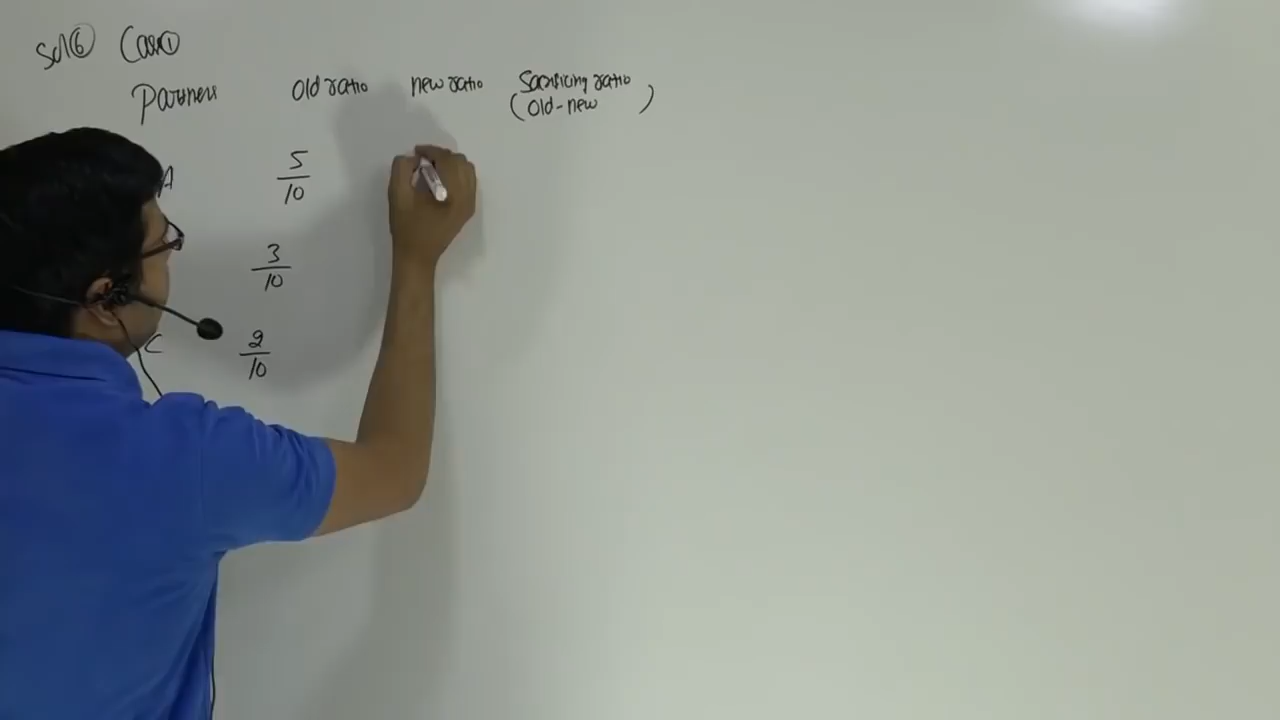 Sol⑥ Case①
Partners Old ratio new ratio Sacrificing ratio
(old-new)
A 5/10
3/10
C 2/10